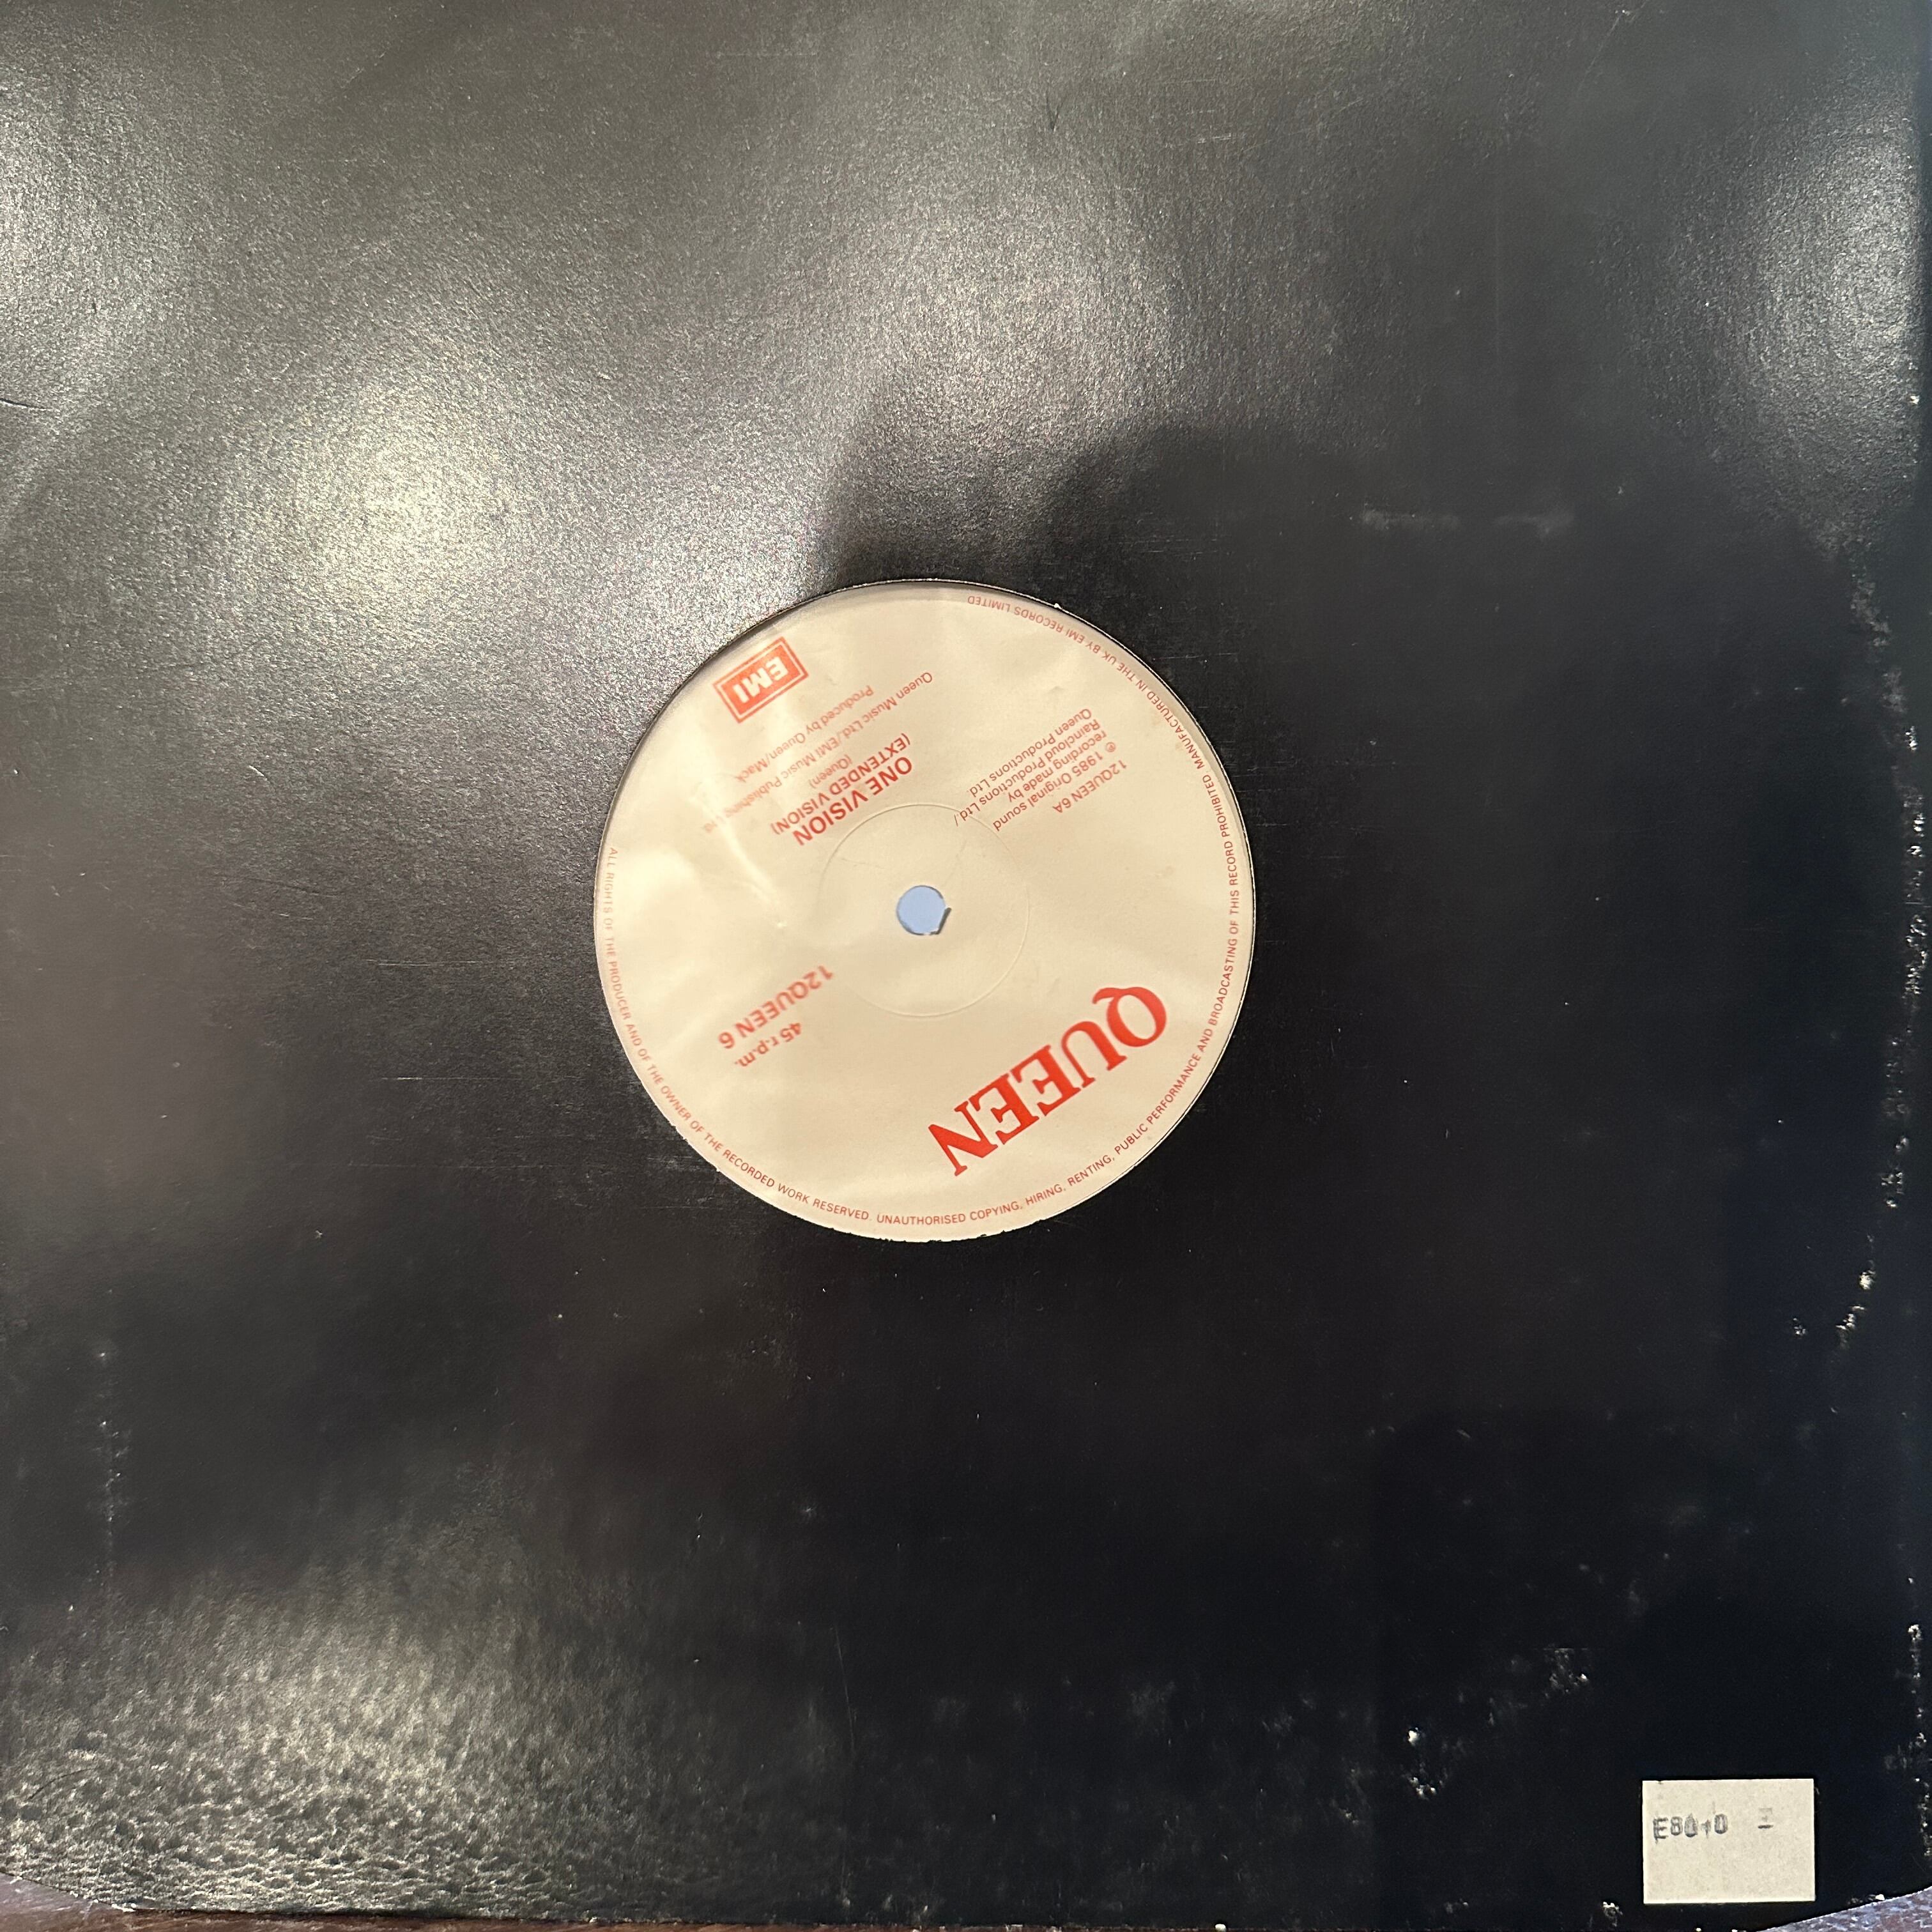 QUEEN
12QUEEN 6A
℗ 1985 Original sound
recording made by
Raincloud Productions Ltd./
Queen Productions Ltd
45 r.p.m.
12QUEEN 6
ONE VISION
(EXTENDED VISION)
(Queen)
Queen Music Ltd./EMI Music Publishing Ltd
Produced by Queen/Mack
EMI
ALL RIGHTS OF THE PRODUCER AND OF THE OWNER OF THE RECORDED WORK RESERVED. UNAUTHORISED COPYING, HIRING, RENTING, PUBLIC PERFORMANCE AND BROADCASTING OF THIS RECORD PROHIBITED. MANUFACTURED IN THE UK BY EMI RECORDS LIMITED